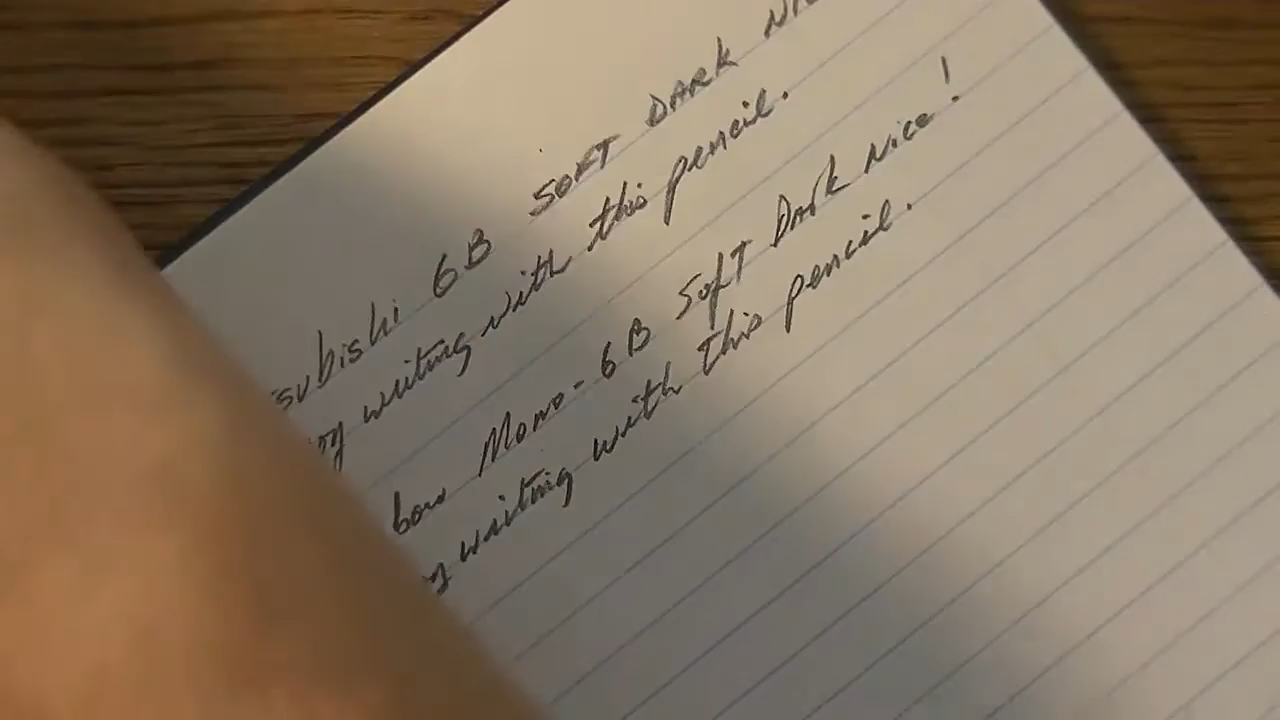 subishi 6B SOFT DARK
writing with this pencil.
bow Mono - 6B Soft Dark Nice!
writing with this pencil.